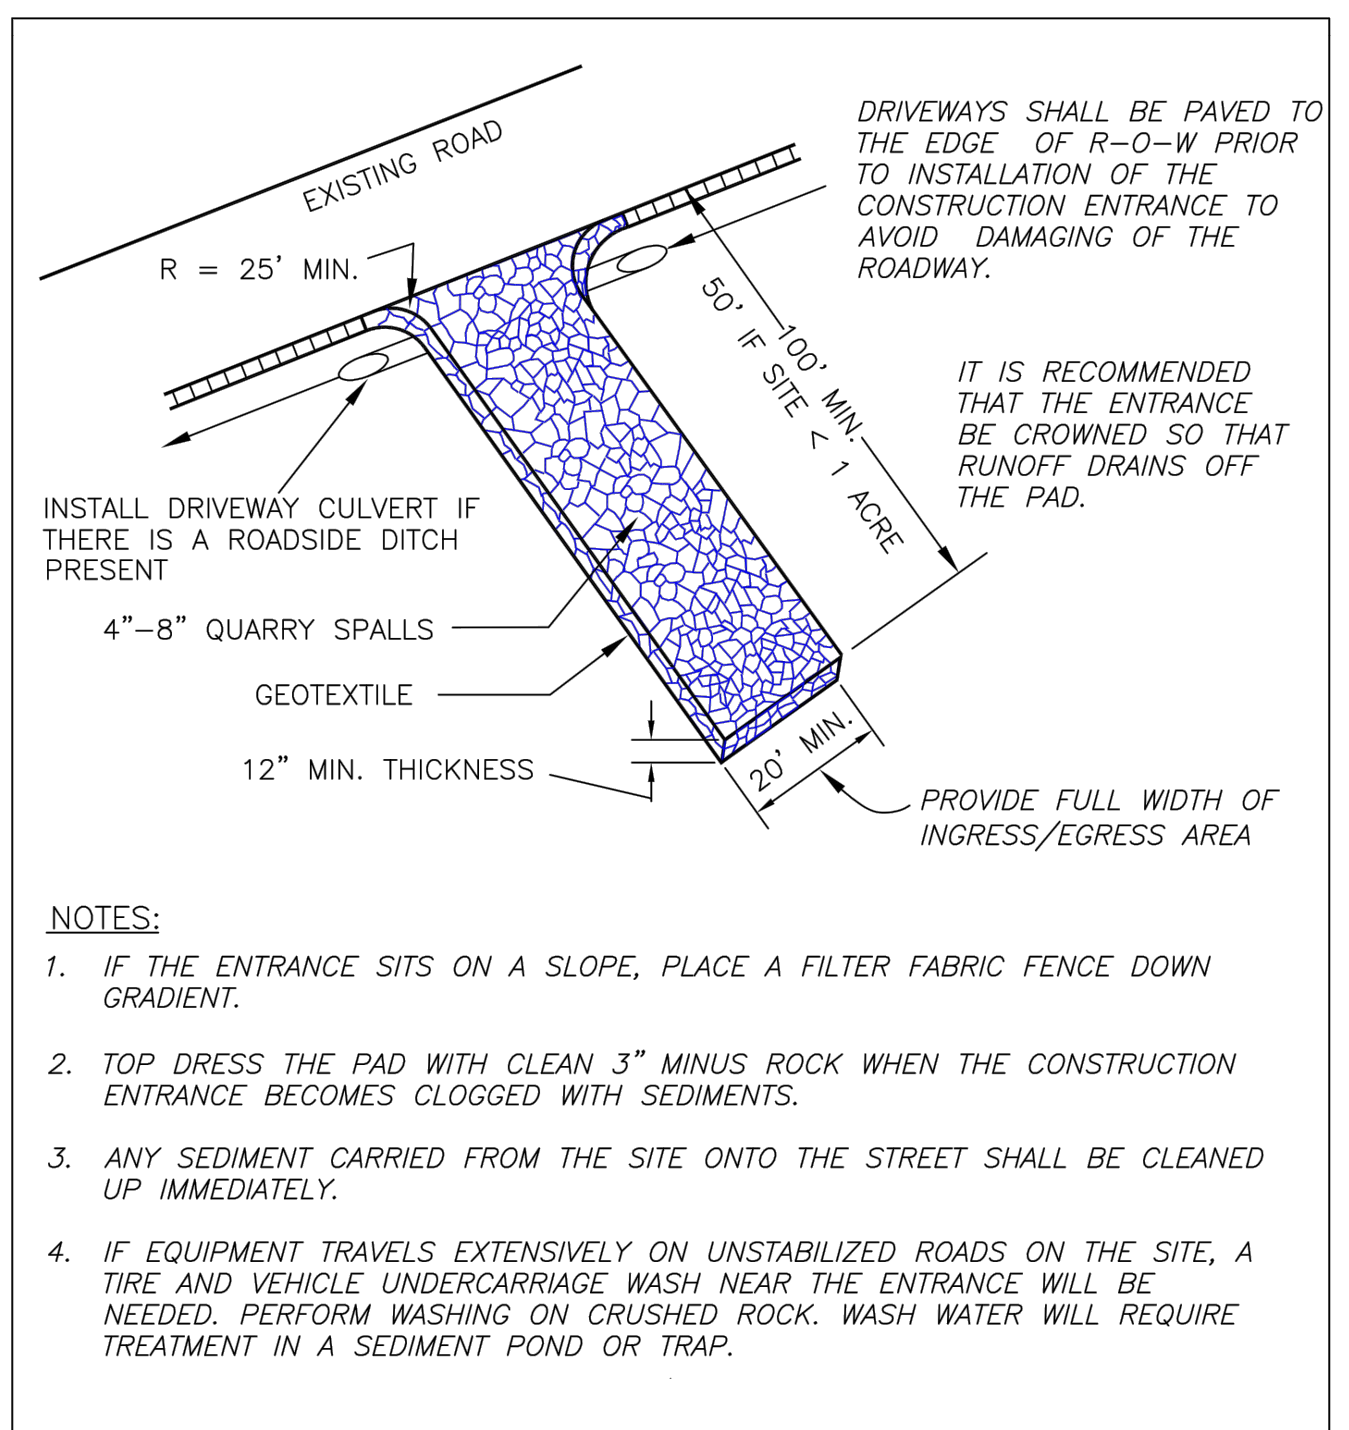 EXISTING ROAD
DRIVEWAYS SHALL BE PAVED TO
THE EDGE OF R-O-W PRIOR
TO INSTALLATION OF THE
CONSTRUCTION ENTRANCE TO
AVOID DAMAGING OF THE
ROADWAY.
R = 25' MIN.
100' MIN.
50' IF SITE < 1 ACRE
IT IS RECOMMENDED
THAT THE ENTRANCE
BE CROWNED SO THAT
RUNOFF DRAINS OFF
THE PAD.
INSTALL DRIVEWAY CULVERT IF
THERE IS A ROADSIDE DITCH
PRESENT
4"-8" QUARRY SPALLS
GEOTEXTILE
12" MIN. THICKNESS
20' MIN.
PROVIDE FULL WIDTH OF
INGRESS/EGRESS AREA
NOTES:
1. IF THE ENTRANCE SITS ON A SLOPE, PLACE A FILTER FABRIC FENCE DOWN
GRADIENT.
2. TOP DRESS THE PAD WITH CLEAN 3" MINUS ROCK WHEN THE CONSTRUCTION
ENTRANCE BECOMES CLOGGED WITH SEDIMENTS.
3. ANY SEDIMENT CARRIED FROM THE SITE ONTO THE STREET SHALL BE CLEANED
UP IMMEDIATELY.
4. IF EQUIPMENT TRAVELS EXTENSIVELY ON UNSTABILIZED ROADS ON THE SITE, A
TIRE AND VEHICLE UNDERCARRIAGE WASH NEAR THE ENTRANCE WILL BE
NEEDED. PERFORM WASHING ON CRUSHED ROCK. WASH WATER WILL REQUIRE
TREATMENT IN A SEDIMENT POND OR TRAP.